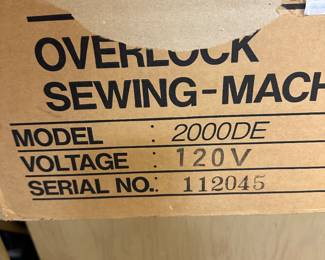 OVERLOCK
SEWING-MACH
MODEL : 2000DE
VOLTAGE : 120V
SERIAL NO.: 112045